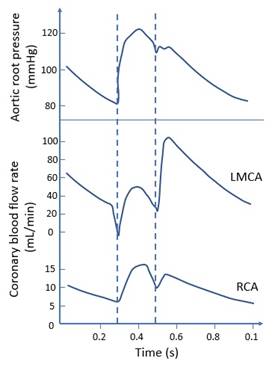 Aortic root pressure
(mmHg)
120
100
80
Coronary blood flow rate
(mL/min)
100
80
60
40
20
0
LMCA
15
10
5
0
RCA
0.2
0.4
0.6
0.8
0.1
Time (s)